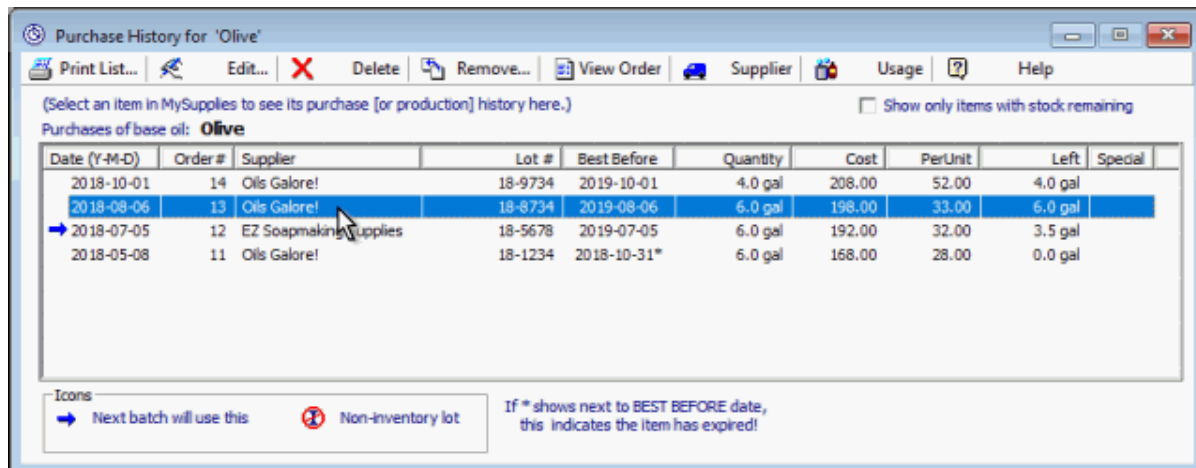 Purchase History for 'Olive'
Print List... Edit... Delete Remove... View Order Supplier Usage Help
(Select an item in MySupplies to see its purchase [or production] history here.) Show only items with stock remaining
Purchases of base oil: Olive
Date (Y-M-D) Order # Supplier Lot # Best Before Quantity Cost PerUnit Left Special
2018-10-01 14 Oils Galore! 18-9734 2019-10-01 4.0 gal 208.00 52.00 4.0 gal
2018-08-06 13 Oils Galore! 18-8734 2019-08-06 6.0 gal 198.00 33.00 6.0 gal
2018-07-05 12 EZ Soapmaking Supplies 18-5678 2019-07-05 6.0 gal 192.00 32.00 3.5 gal
2018-05-08 11 Oils Galore! 18-1234 2018-10-31* 6.0 gal 168.00 28.00 0.0 gal
Icons
Next batch will use this Non-inventory lot
If * shows next to BEST BEFORE date,
this indicates the item has expired!